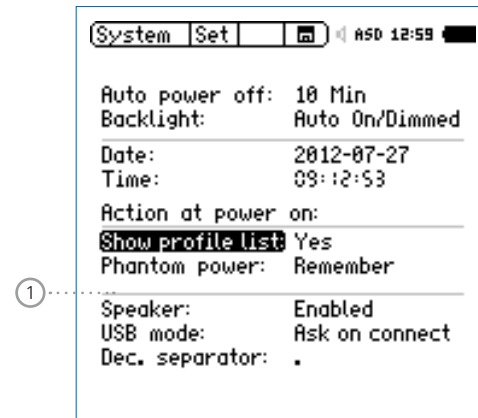 System Set ASD 12:59
Auto power off: 10 Min
Backlight: Auto On/Dimmed
Date: 2012-07-27
Time: 09:12:53
Action at power on:
Show profile list: Yes
Phantom power: Remember
1
Speaker: Enabled
USB mode: Ask on connect
Dec. separator: .